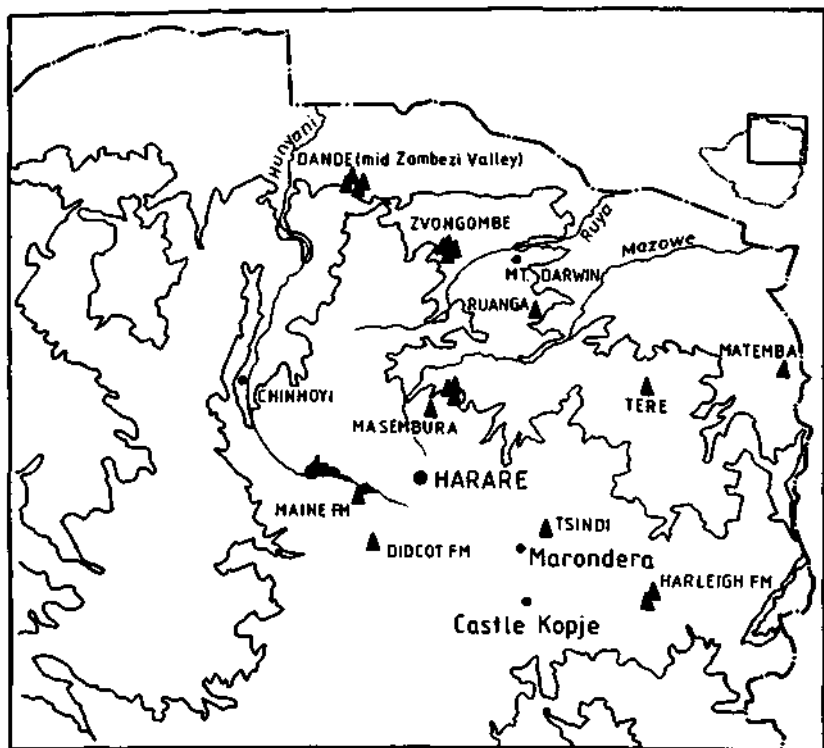 Hunyani
DANDE (mid Zambezi Valley)
ZVONGOMBE
Ruya
Mazowe
MT. DARWIN
RUANGA
MATEMBA
CHINHOYI
TERE
MASEMBURA
HARARE
MAINE FM
TSINDI
DIDCOT FM
Marondera
HARLEIGH FM
Castle Kopje